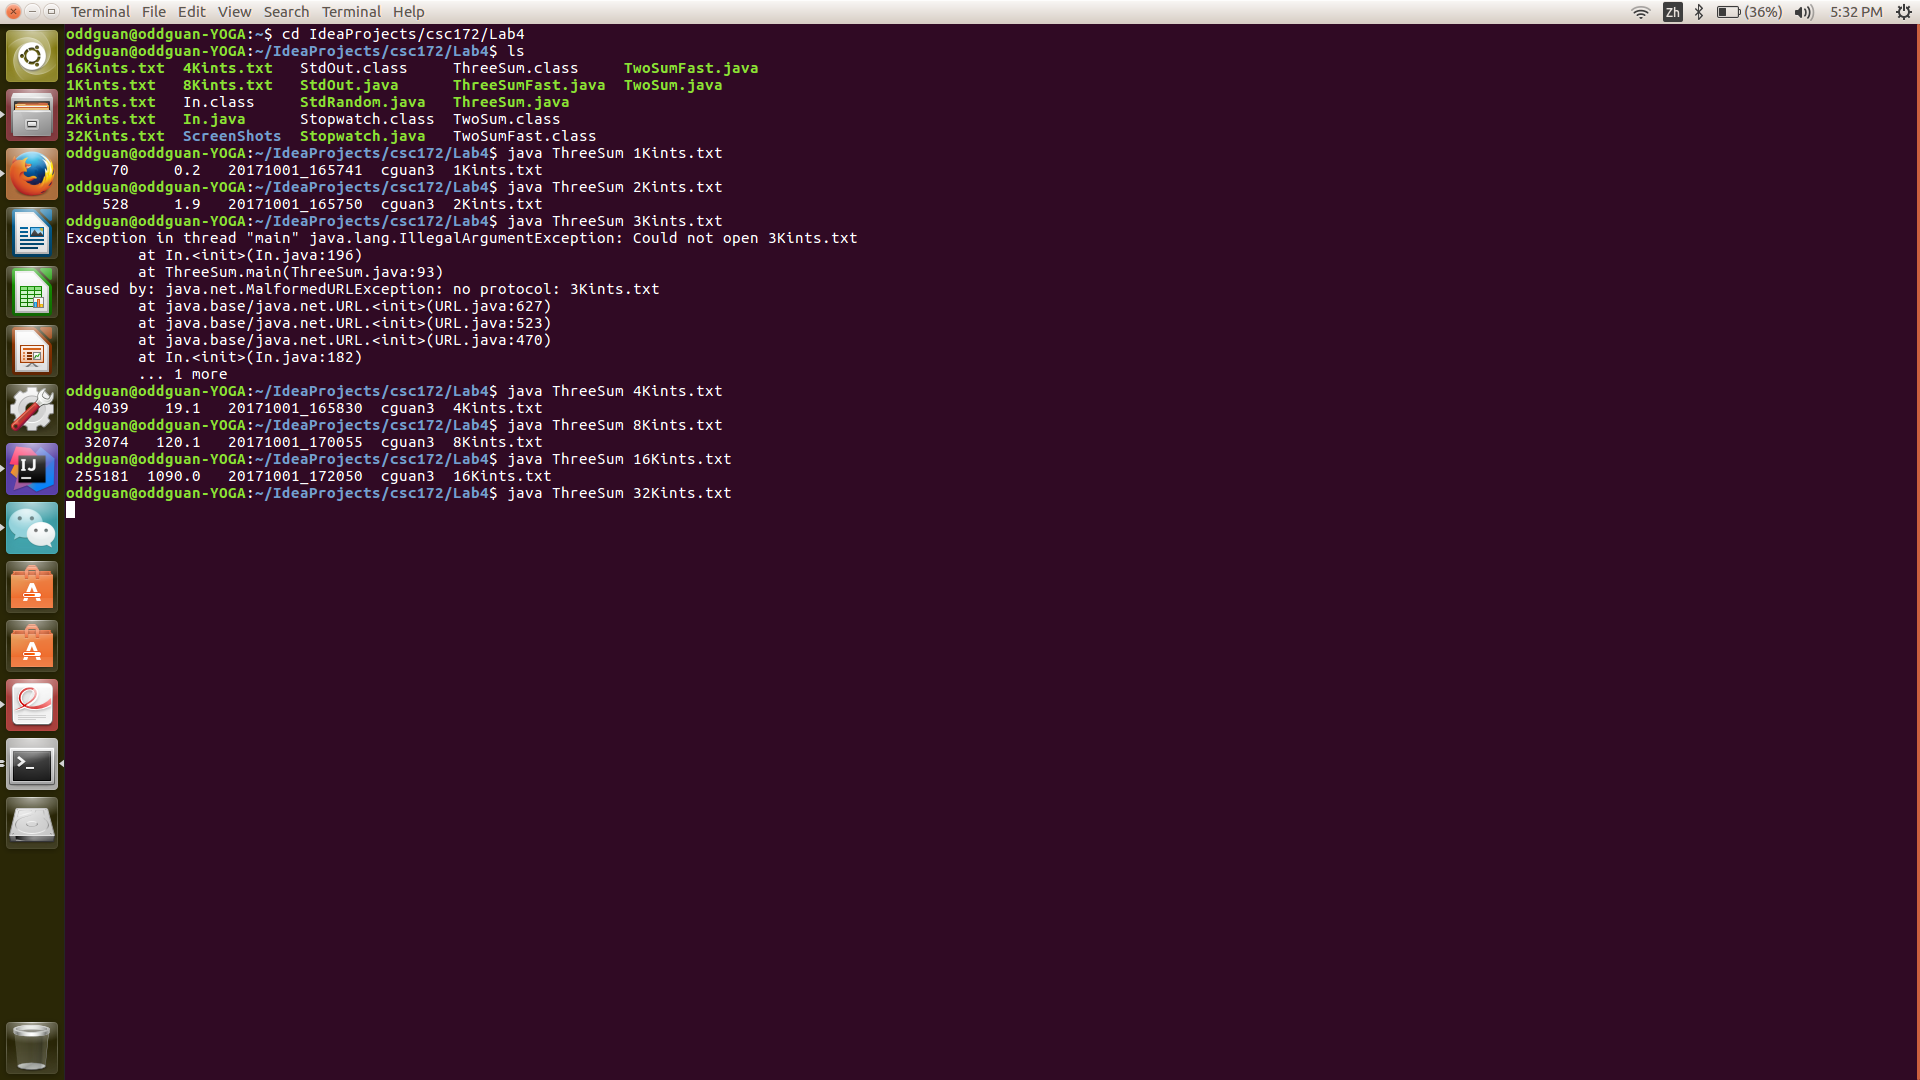 Terminal File Edit View Search Terminal Help Zh (36%) 5:32 PM
oddguan@oddguan-YOGA:~$ cd IdeaProjects/csc172/Lab4
oddguan@oddguan-YOGA:~/IdeaProjects/csc172/Lab4$ ls
16Kints.txt  4Kints.txt   StdOut.class     ThreeSum.class     TwoSumFast.java
1Kints.txt   8Kints.txt   StdOut.java      ThreeSumFast.java  TwoSum.java
1Mints.txt   In.class     StdRandom.java   ThreeSum.java
2Kints.txt   In.java      Stopwatch.class  TwoSum.class
32Kints.txt  ScreenShots  Stopwatch.java   TwoSumFast.class
oddguan@oddguan-YOGA:~/IdeaProjects/csc172/Lab4$ java ThreeSum 1Kints.txt
     70     0.2   20171001_165741  cguan3  1Kints.txt
oddguan@oddguan-YOGA:~/IdeaProjects/csc172/Lab4$ java ThreeSum 2Kints.txt
    528     1.9   20171001_165750  cguan3  2Kints.txt
oddguan@oddguan-YOGA:~/IdeaProjects/csc172/Lab4$ java ThreeSum 3Kints.txt
Exception in thread "main" java.lang.IllegalArgumentException: Could not open 3Kints.txt
        at In.<init>(In.java:196)
        at ThreeSum.main(ThreeSum.java:93)
Caused by: java.net.MalformedURLException: no protocol: 3Kints.txt
        at java.base/java.net.URL.<init>(URL.java:627)
        at java.base/java.net.URL.<init>(URL.java:523)
        at java.base/java.net.URL.<init>(URL.java:470)
        at In.<init>(In.java:182)
        ... 1 more
oddguan@oddguan-YOGA:~/IdeaProjects/csc172/Lab4$ java ThreeSum 4Kints.txt
   4039    19.1   20171001_165830  cguan3  4Kints.txt
oddguan@oddguan-YOGA:~/IdeaProjects/csc172/Lab4$ java ThreeSum 8Kints.txt
  32074   120.1   20171001_170055  cguan3  8Kints.txt
oddguan@oddguan-YOGA:~/IdeaProjects/csc172/Lab4$ java ThreeSum 16Kints.txt
 255181  1090.0   20171001_172050  cguan3  16Kints.txt
oddguan@oddguan-YOGA:~/IdeaProjects/csc172/Lab4$ java ThreeSum 32Kints.txt
IJ